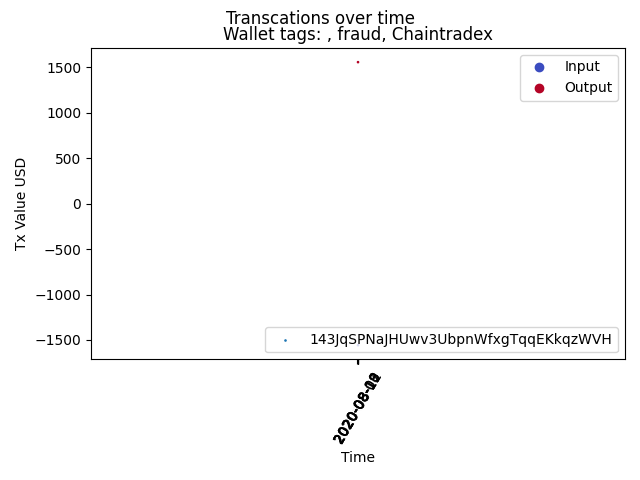 Transcations over time
Wallet tags: , fraud, Chaintradex
Input
Output
1500
1000
500
0
−500
−1000
−1500
Tx Value USD
143JqSPNaJHUwv3UbpnWfxgTqqEKkqzWVH
Time